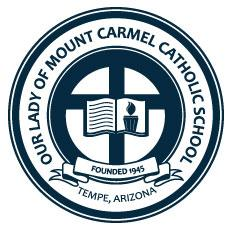 OUR LADY OF MOUNT CARMEL CATHOLIC SCHOOL
FOUNDED 1945
TEMPE, ARIZONA